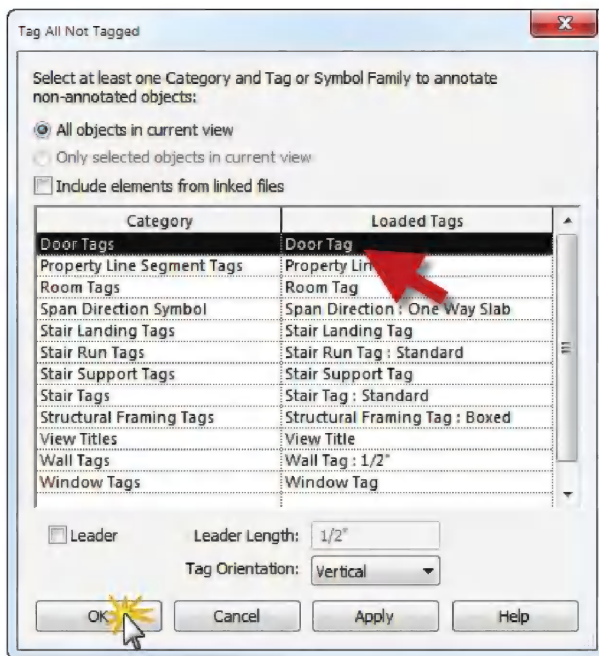 Tag All Not Tagged
Select at least one Category and Tag or Symbol Family to annotate
non-annotated objects:
All objects in current view
Only selected objects in current view
Include elements from linked files
Category Loaded Tags
Door Tags Door Tag
Property Line Segment Tags Property Lin
Room Tags Room Tag
Span Direction Symbol Span Direction : One Way Slab
Stair Landing Tags Stair Landing Tag
Stair Run Tags Stair Run Tag : Standard
Stair Support Tags Stair Support Tag
Stair Tags Stair Tag : Standard
Structural Framing Tags Structural Framing Tag : Boxed
View Titles View Title
Wall Tags Wall Tag : 1/2"
Window Tags Window Tag
Leader Leader Length: 1/2"
Tag Orientation: Vertical
OK Cancel Apply Help